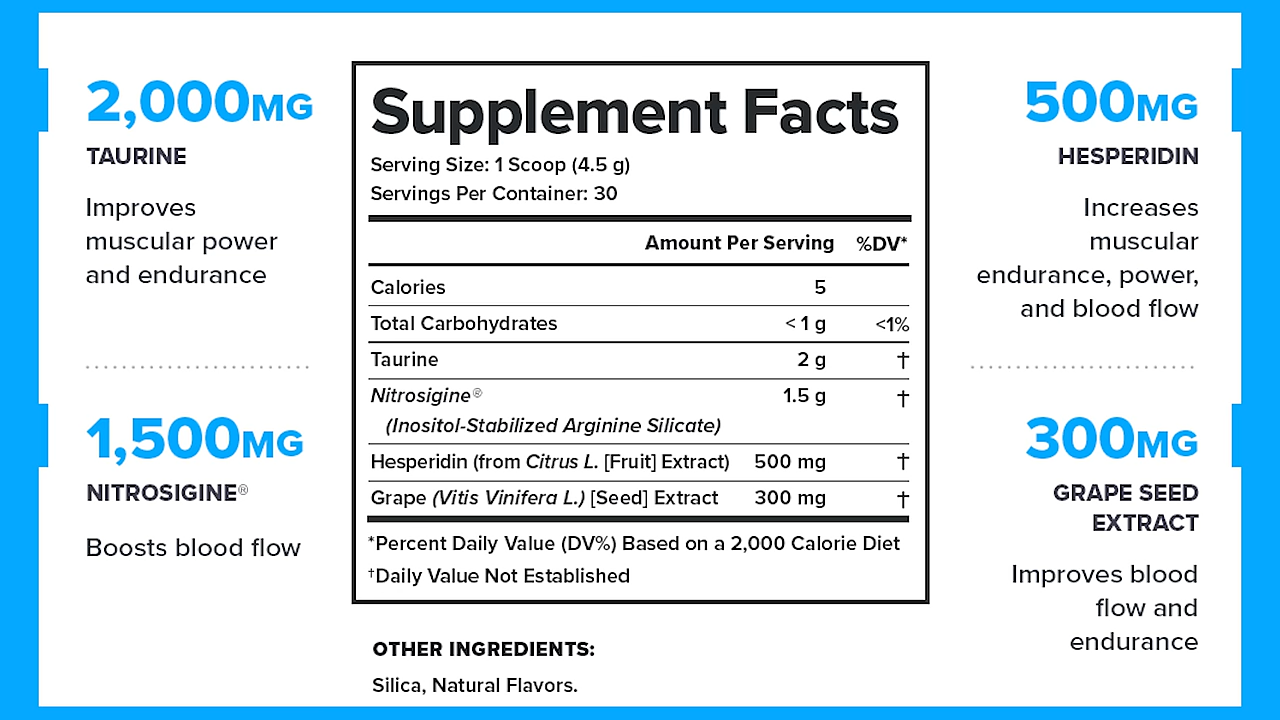 2,000MG
TAURINE
Improves
muscular power
and endurance
1,500MG
NITROSIGINE®
Boosts blood flow
Supplement Facts
Serving Size: 1 Scoop (4.5 g)
Servings Per Container: 30
Amount Per Serving %DV*
Calories 5
Total Carbohydrates < 1 g <1%
Taurine 2 g †
Nitrosigine® 1.5 g †
(Inositol-Stabilized Arginine Silicate)
Hesperidin (from Citrus L. [Fruit] Extract) 500 mg †
Grape (Vitis Vinifera L.) [Seed] Extract 300 mg †
*Percent Daily Value (DV%) Based on a 2,000 Calorie Diet
†Daily Value Not Established
OTHER INGREDIENTS:
Silica, Natural Flavors.
500MG
HESPERIDIN
Increases
muscular
endurance, power,
and blood flow
300MG
GRAPE SEED
EXTRACT
Improves blood
flow and
endurance